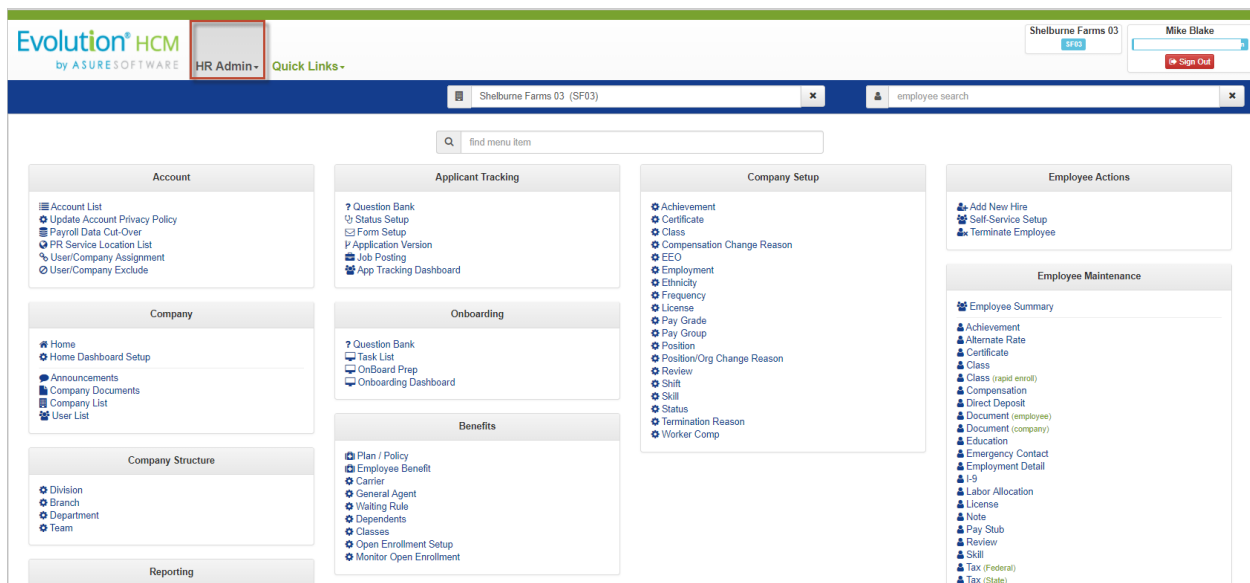 Evolution® HCM
by ASURESOFTWARE
HR Admin
Quick Links
Shelburne Farms 03
SF03
Mike Blake
Sign Out
Shelburne Farms 03 (SF03)
employee search
find menu item
Account
Account List
Update Account Privacy Policy
Payroll Data Cut-Over
PR Service Location List
User/Company Assignment
User/Company Exclude
Company
Home
Home Dashboard Setup
Announcements
Company Documents
Company List
User List
Company Structure
Division
Branch
Department
Team
Reporting
Applicant Tracking
? Question Bank
Status Setup
Form Setup
Application Version
Job Posting
App Tracking Dashboard
Onboarding
? Question Bank
Task List
OnBoard Prep
Onboarding Dashboard
Benefits
Plan / Policy
Employee Benefit
Carrier
General Agent
Waiting Rule
Dependents
Classes
Open Enrollment Setup
Monitor Open Enrollment
Company Setup
Achievement
Certificate
Class
Compensation Change Reason
EEO
Employment
Ethnicity
Frequency
License
Pay Grade
Pay Group
Position
Position/Org Change Reason
Review
Shift
Skill
Status
Termination Reason
Worker Comp
Employee Actions
Add New Hire
Self-Service Setup
Terminate Employee
Employee Maintenance
Employee Summary
Achievement
Alternate Rate
Certificate
Class
Class (rapid enroll)
Compensation
Direct Deposit
Document (employee)
Document (company)
Education
Emergency Contact
Employment Detail
I-9
Labor Allocation
License
Note
Pay Stub
Review
Skill
Tax (Federal)
Tax (State)